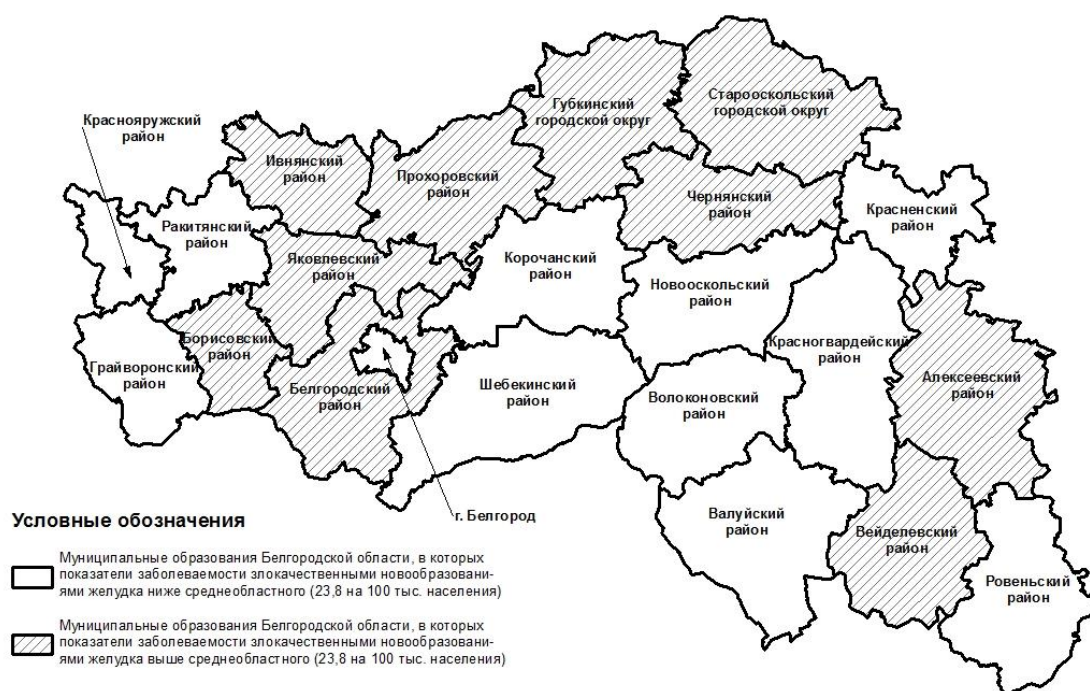 Краснояружский
район
Ивнянский
район
Прохоровский
район
Губкинский
городской округ
Старооскольский
городской округ
Ракитянский
район
Чернянский
район
Красненский
район
Яковлевский
район
Корочанский
район
Новооскольский
район
Борисовский
район
Грайворонский
район
Белгородский
район
Шебекинский
район
Волоконовский
район
Красногвардейский
район
Алексеевский
район
г. Белгород
Валуйский
район
Вейделевский
район
Ровеньский
район
Условные обозначения
Муниципальные образования Белгородской области, в которых
показатели заболеваемости злокачественными новообразовани-
ями желудка ниже среднеобластного (23,8 на 100 тыс. населения)
Муниципальные образования Белгородской области, в которых
показатели заболеваемости злокачественными новообразовани-
ями желудка выше среднеобластного (23,8 на 100 тыс. населения)